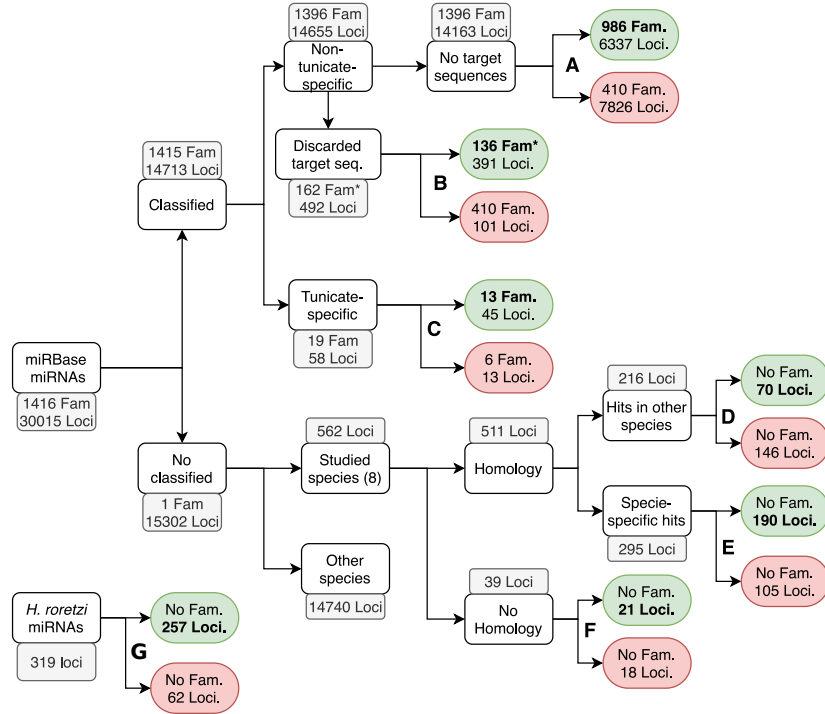 1396 Fam
14655 Loci
Non-
tunicate-
specific
1396 Fam
14163 Loci
No target
sequences
A
986 Fam.
6337 Loci.
410 Fam.
7826 Loci.
Discarded
target seq.
162 Fam*
492 Loci
B
136 Fam*
391 Loci.
410 Fam.
101 Loci.
1415 Fam
14713 Loci
Classified
Tunicate-
specific
19 Fam
58 Loci
C
13 Fam.
45 Loci.
6 Fam.
13 Loci.
miRBase
miRNAs
1416 Fam
30015 Loci
No
classified
1 Fam
15302 Loci
562 Loci
Studied
species (8)
Other
species
14740 Loci
511 Loci
Homology
39 Loci
No
Homology
216 Loci
Hits in other
species
D
No Fam.
70 Loci.
No Fam.
146 Loci.
Specie-
specific hits
295 Loci
E
No Fam.
190 Loci.
No Fam.
105 Loci.
F
No Fam.
21 Loci.
No Fam.
18 Loci.
H. roretzi
miRNAs
319 loci
G
No Fam.
257 Loci.
No Fam.
62 Loci.